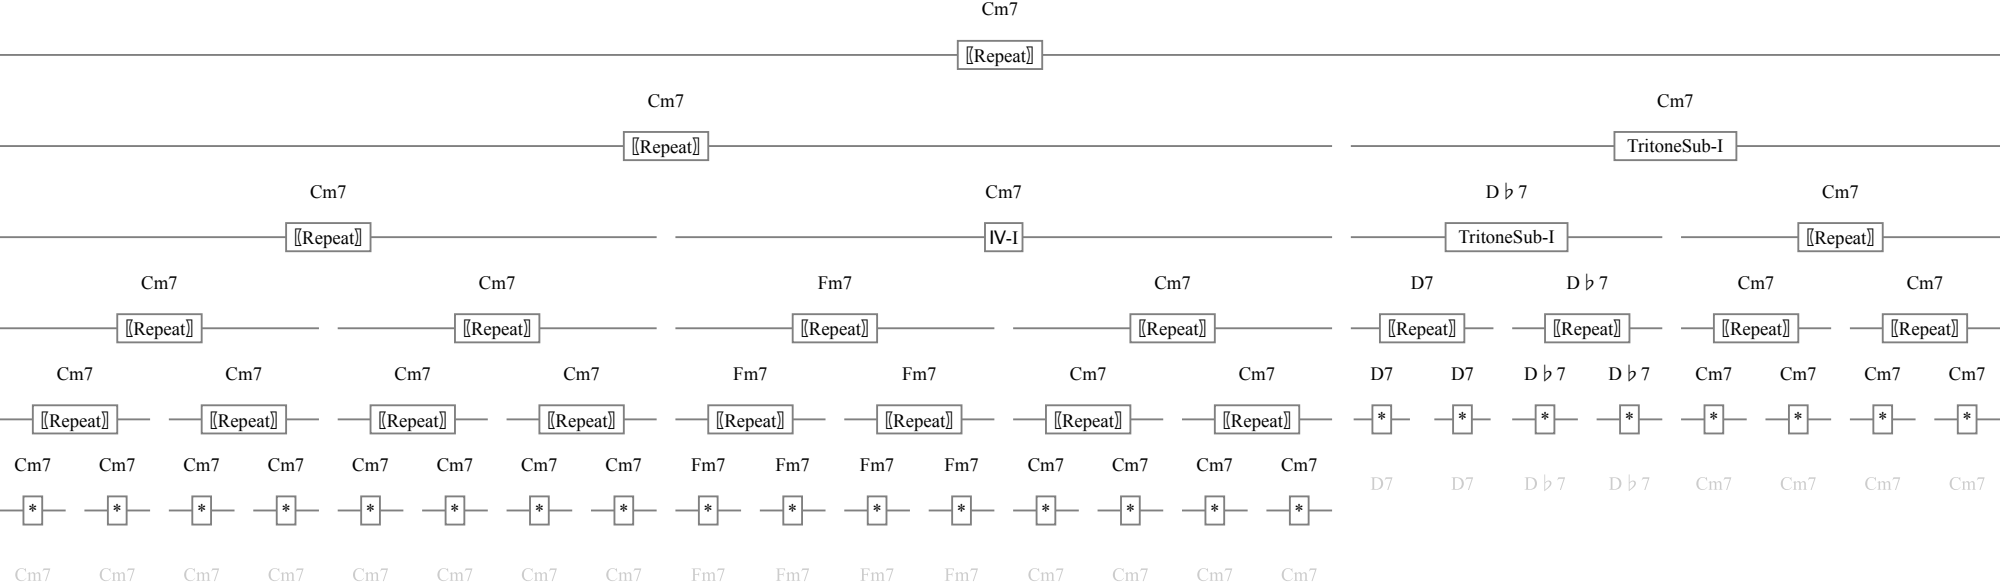 Cm7
⟦Repeat⟧
Cm7 Cm7
⟦Repeat⟧ TritoneSub-I
Cm7 Cm7 D♭7 Cm7
⟦Repeat⟧ IV-I TritoneSub-I ⟦Repeat⟧
Cm7 Cm7 Fm7 Cm7 D7 D♭7 Cm7 Cm7
⟦Repeat⟧ ⟦Repeat⟧ ⟦Repeat⟧ ⟦Repeat⟧ ⟦Repeat⟧ ⟦Repeat⟧ ⟦Repeat⟧ ⟦Repeat⟧
Cm7 Cm7 Cm7 Cm7 Fm7 Fm7 Cm7 Cm7 D7 D7 D♭7 D♭7 Cm7 Cm7 Cm7 Cm7
⟦Repeat⟧ ⟦Repeat⟧ ⟦Repeat⟧ ⟦Repeat⟧ ⟦Repeat⟧ ⟦Repeat⟧ ⟦Repeat⟧ ⟦Repeat⟧ * * * * * * * *
Cm7 Cm7 Cm7 Cm7 Cm7 Cm7 Cm7 Cm7 Fm7 Fm7 Fm7 Fm7 Cm7 Cm7 Cm7 Cm7
D7 D7 D♭7 D♭7 Cm7 Cm7 Cm7 Cm7
* * * * * * * * * * * * * * * *
Cm7 Cm7 Cm7 Cm7 Cm7 Cm7 Cm7 Cm7 Fm7 Fm7 Fm7 Fm7 Cm7 Cm7 Cm7 Cm7